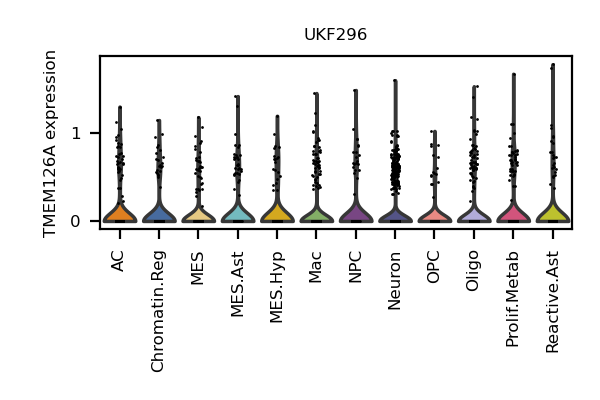 UKF296
TMEM126A expression
1
0
AC
Chromatin.Reg
MES
MES.Ast
MES.Hyp
Mac
NPC
Neuron
OPC
Oligo
Prolif.Metab
Reactive.Ast